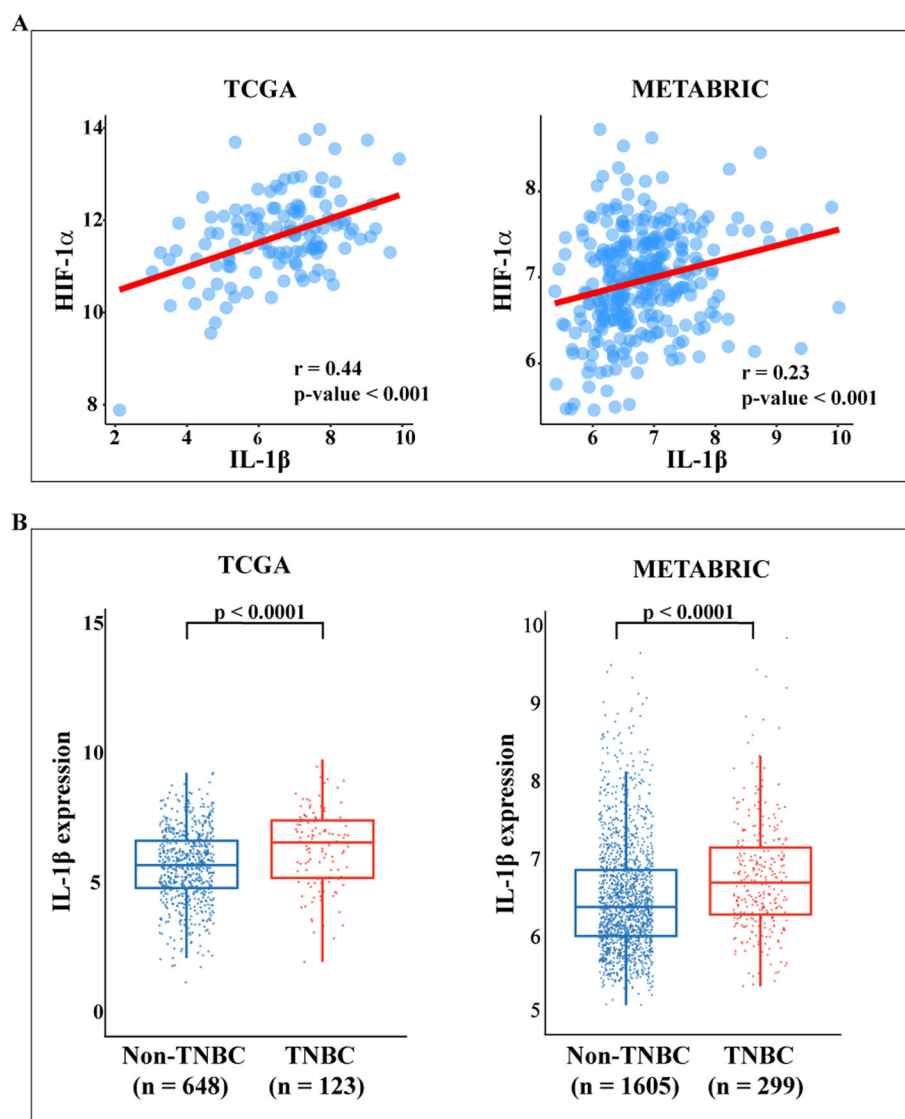 A
TCGA
METABRIC
14
12
10
8
HIF-1α
2
4
6
8
10
IL-1β
r = 0.44
p-value < 0.001
8
7
6
HIF-1α
6
7
8
9
10
IL-1β
r = 0.23
p-value < 0.001
B
TCGA
METABRIC
p < 0.0001
15
10
5
0
IL-1β expression
Non-TNBC
(n = 648)
TNBC
(n = 123)
p < 0.0001
10
9
8
7
6
5
IL-1β expression
Non-TNBC
(n = 1605)
TNBC
(n = 299)